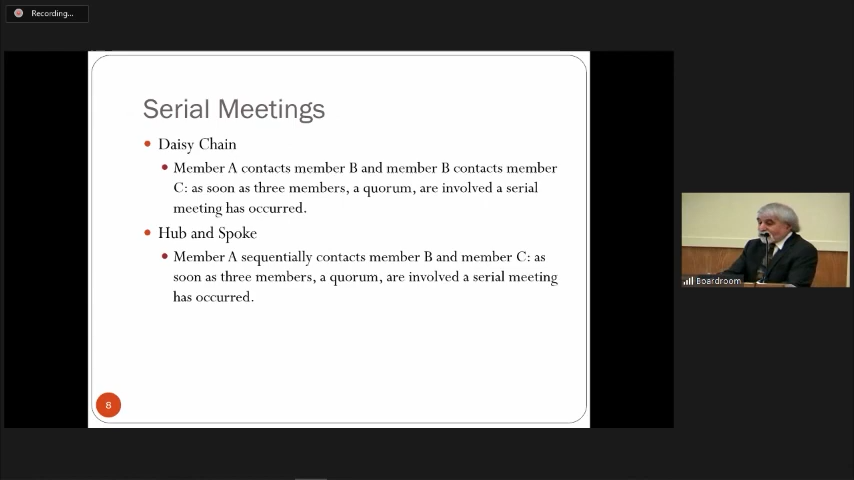 Recording...
Serial Meetings
Daisy Chain
Member A contacts member B and member B contacts member
C: as soon as three members, a quorum, are involved a serial
meeting has occurred.
Hub and Spoke
Member A sequentially contacts member B and member C: as
soon as three members, a quorum, are involved a serial meeting
has occurred.
8
Boardroom